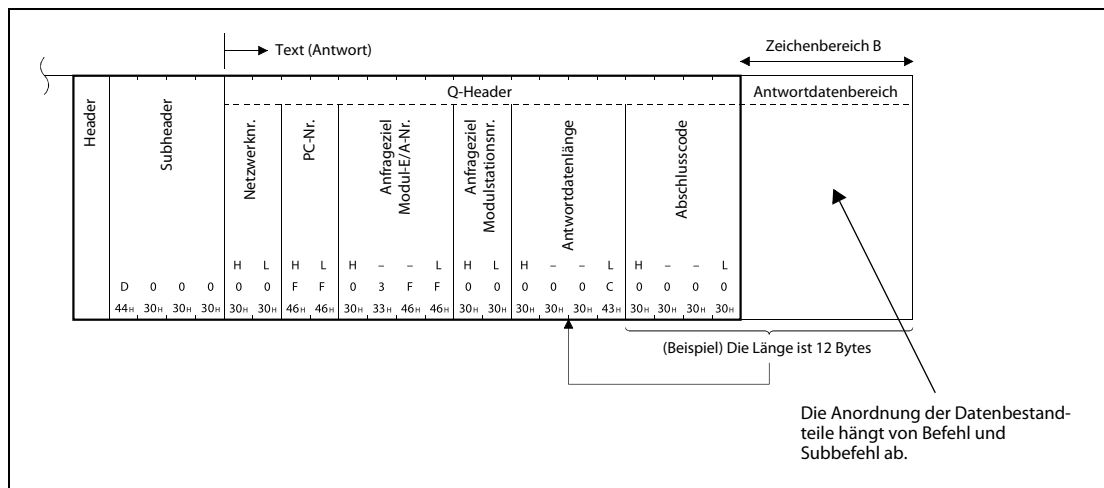 Text (Antwort)
Zeichenbereich B
Q-Header
Antwortdatenbereich
Header
Subheader
Netzwerknr.
PC-Nr.
Anfrageziel
Modul-E/A-Nr.
Anfrageziel
Modulstationsnr.
Antwortdatenlänge
Abschlusscode
H L H L H – – L H L H – – L H – – L
D 0 0 0 0 0 F F 0 3 F F 0 0 0 0 0 C 0 0 0 0
44H 30H 30H 30H 30H 30H 46H 46H 30H 33H 46H 46H 30H 30H 30H 30H 30H 43H 30H 30H 30H 30H
(Beispiel) Die Länge ist 12 Bytes
Die Anordnung der Datenbestand-
teile hängt von Befehl und
Subbefehl ab.